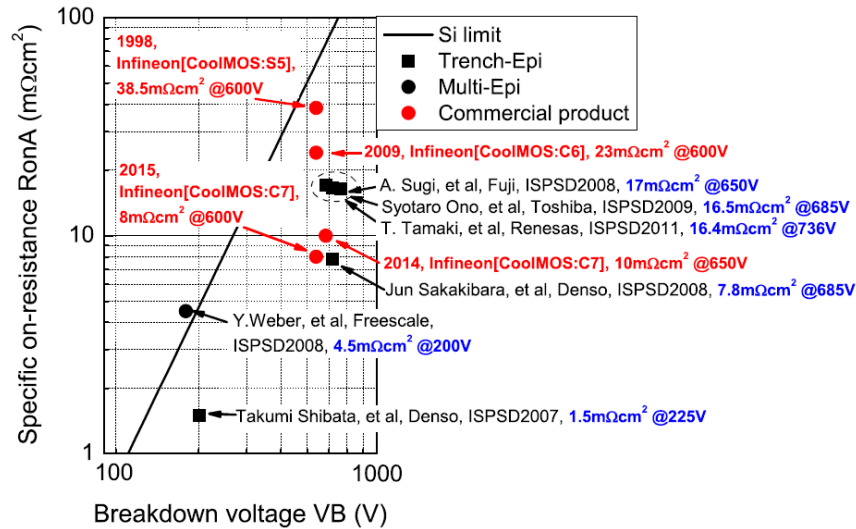 100
10
1
Specific on-resistance RonA (mΩcm²)
1998,
Infineon[CoolMOS:S5],
38.5mΩcm² @600V
Si limit
Trench-Epi
Multi-Epi
Commercial product
2009, Infineon[CoolMOS:C6], 23mΩcm² @600V
2015,
Infineon[CoolMOS:C7],
8mΩcm² @600V
A. Sugi, et al, Fuji, ISPSD2008, 17mΩcm² @650V
Syotaro Ono, et al, Toshiba, ISPSD2009, 16.5mΩcm² @685V
T. Tamaki, et al, Renesas, ISPSD2011, 16.4mΩcm² @736V
2014, Infineon[CoolMOS:C7], 10mΩcm² @650V
Jun Sakakibara, et al, Denso, ISPSD2008, 7.8mΩcm² @685V
Y.Weber, et al, Freescale,
ISPSD2008, 4.5mΩcm² @200V
Takumi Shibata, et al, Denso, ISPSD2007, 1.5mΩcm² @225V
100 1000
Breakdown voltage VB (V)